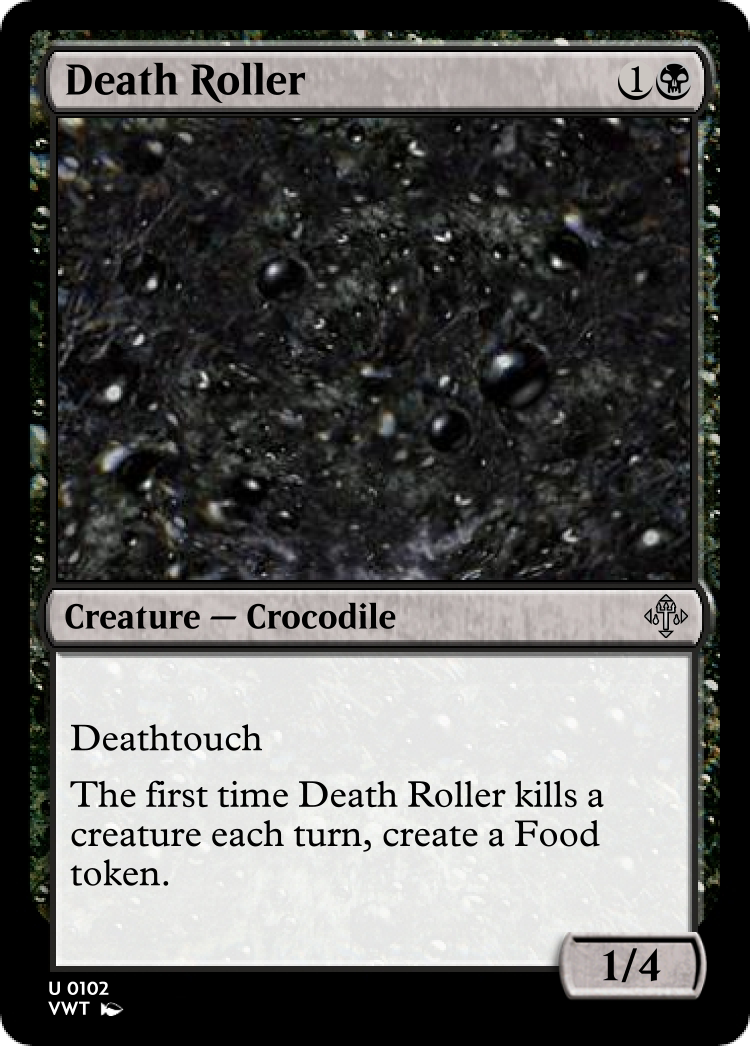 Death Roller 1
Creature — Crocodile
Deathtouch
The first time Death Roller kills a
creature each turn, create a Food
token.
1/4
U 0102
VWT